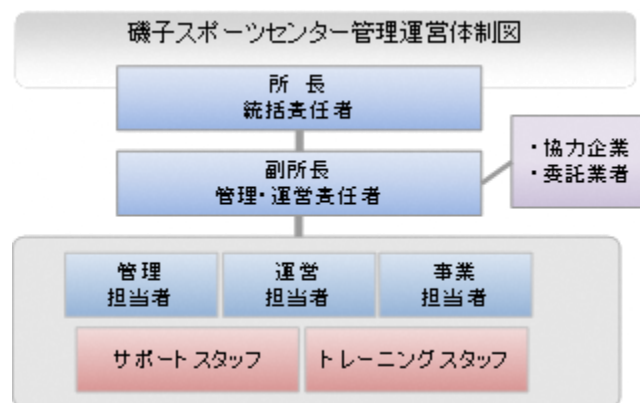 磯子スポーツセンター管理運営体制図
所 長
統括責任者
副所長
管理・運営責任者
・協力企業
・委託業者
管理
担当者
運営
担当者
事業
担当者
サポートスタッフ
トレーニングスタッフ